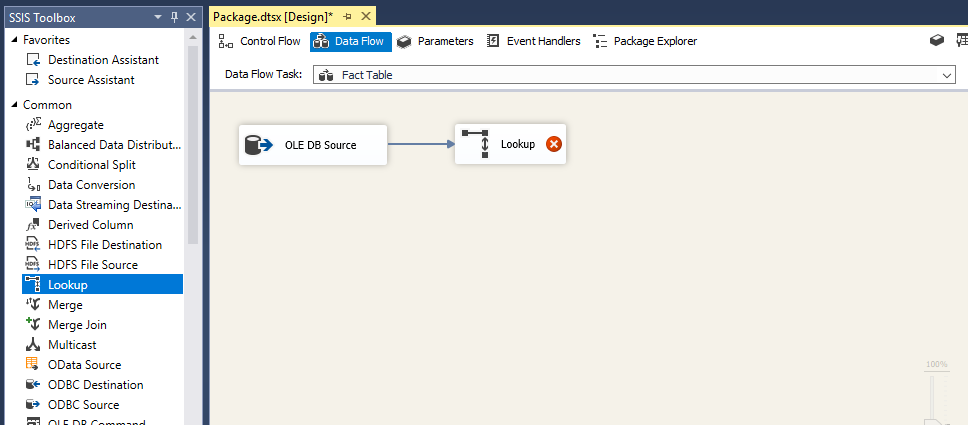 SSIS Toolbox
Favorites
Destination Assistant
Source Assistant
Common
Aggregate
Balanced Data Distribut...
Conditional Split
Data Conversion
Data Streaming Destina...
Derived Column
HDFS File Destination
HDFS File Source
Lookup
Merge
Merge Join
Multicast
OData Source
ODBC Destination
ODBC Source
OLE DB Command
Package.dtsx [Design]*
Control Flow Data Flow Parameters Event Handlers Package Explorer
Data Flow Task: Fact Table
OLE DB Source
Lookup
100%